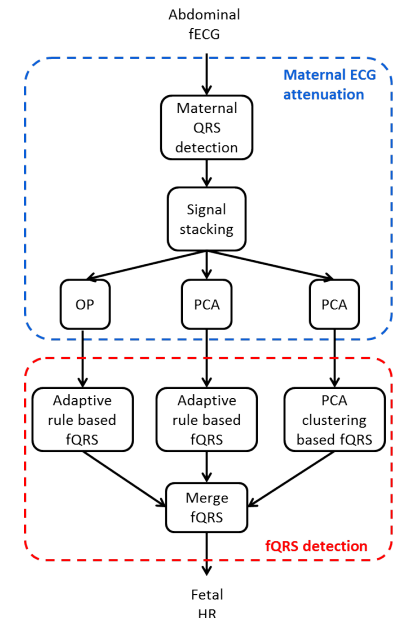 Abdominal
fECG
Maternal ECG
attenuation
Maternal
QRS
detection
Signal
stacking
OP
PCA
PCA
Adaptive
rule based
fQRS
Adaptive
rule based
fQRS
PCA
clustering
based fQRS
Merge
fQRS
fQRS detection
Fetal
HR